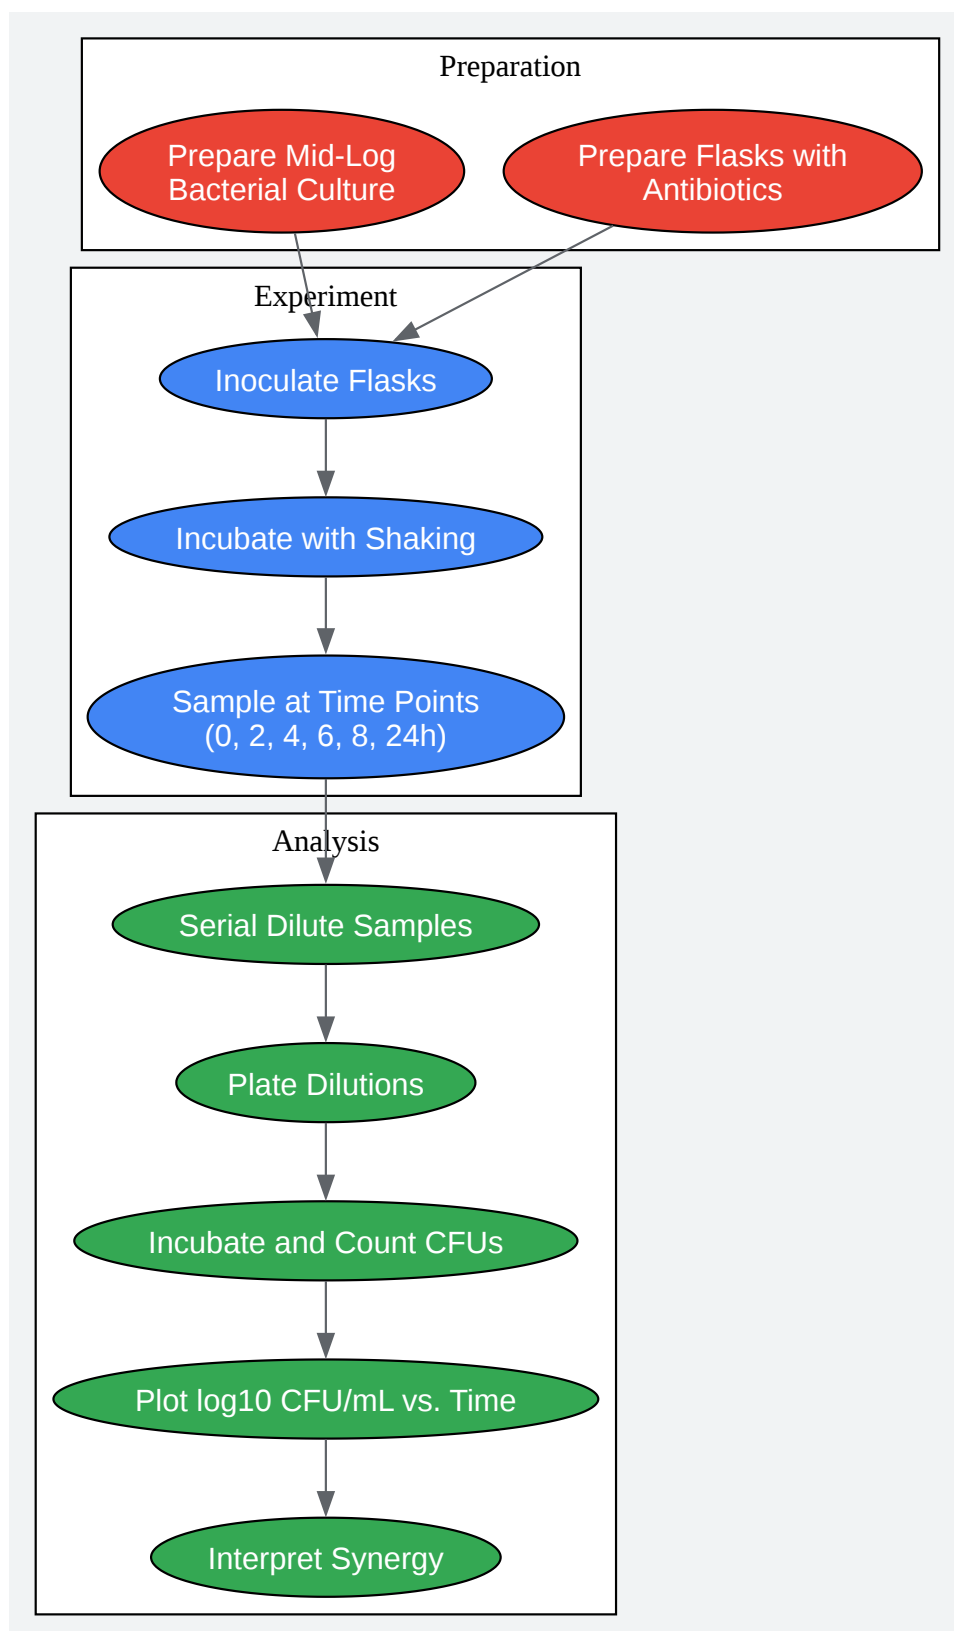 Preparation
Prepare Mid-Log
Bacterial Culture
Prepare Flasks with
Antibiotics
Experiment
Inoculate Flasks
Incubate with Shaking
Sample at Time Points
(0, 2, 4, 6, 8, 24h)
Analysis
Serial Dilute Samples
Plate Dilutions
Incubate and Count CFUs
Plot log10 CFU/mL vs. Time
Interpret Synergy